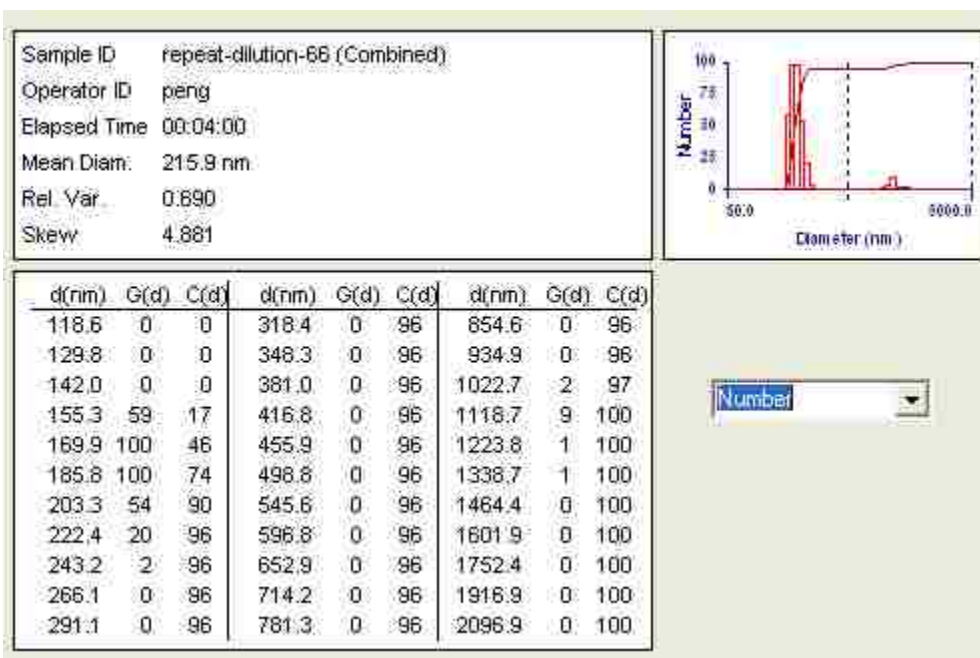 Sample ID repeat-dilution-66 (Combined)
Operator ID peng
Elapsed Time 00:04:00
Mean Diam. 215.9 nm
Rel. Var. 0.890
Skew 4.881
100
75
50
25
0
Number
50.0 5000.0
Diameter (nm)
d(nm) G(d) C(d) d(nm) G(d) C(d) d(nm) G(d) C(d)
118.6 0 0 318.4 0 96 854.6 0 96
129.8 0 0 348.3 0 96 934.9 0 96
142.0 0 0 381.0 0 96 1022.7 2 97
155.3 59 17 416.8 0 96 1118.7 9 100
169.9 100 46 455.9 0 96 1223.8 1 100
185.8 100 74 498.8 0 96 1338.7 1 100
203.3 54 90 545.6 0 96 1464.4 0 100
222.4 20 96 596.8 0 96 1601.9 0 100
243.2 2 96 652.9 0 96 1752.4 0 100
266.1 0 96 714.2 0 96 1916.9 0 100
291.1 0 96 781.3 0 96 2096.9 0 100
Number